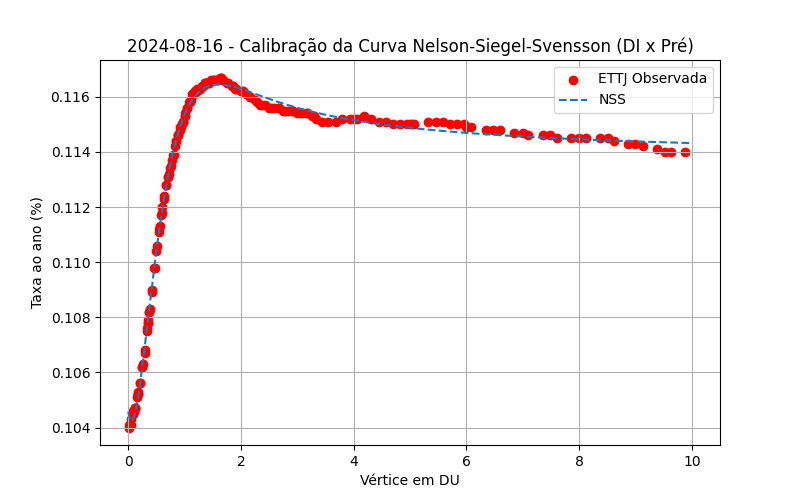 2024-08-16 - Calibração da Curva Nelson-Siegel-Svensson (DI x Pré)
ETTJ Observada
NSS
Taxa ao ano (%)
0.116
0.114
0.112
0.110
0.108
0.106
0.104
0
2
4
6
8
10
Vértice em DU